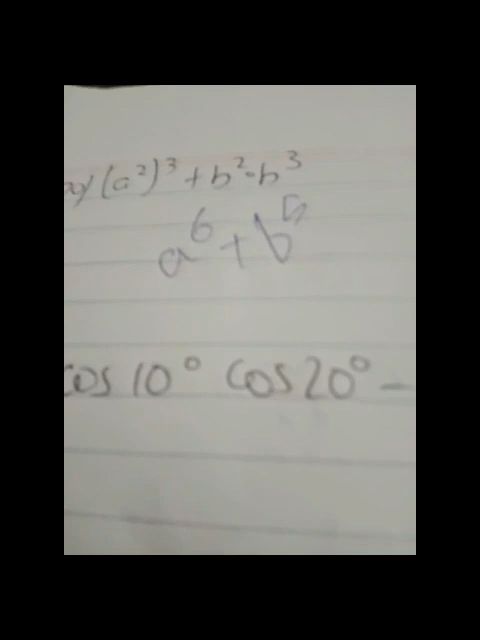 (a²)³ + b² · b³
a⁶ + b⁵
cos 10° cos 20° –